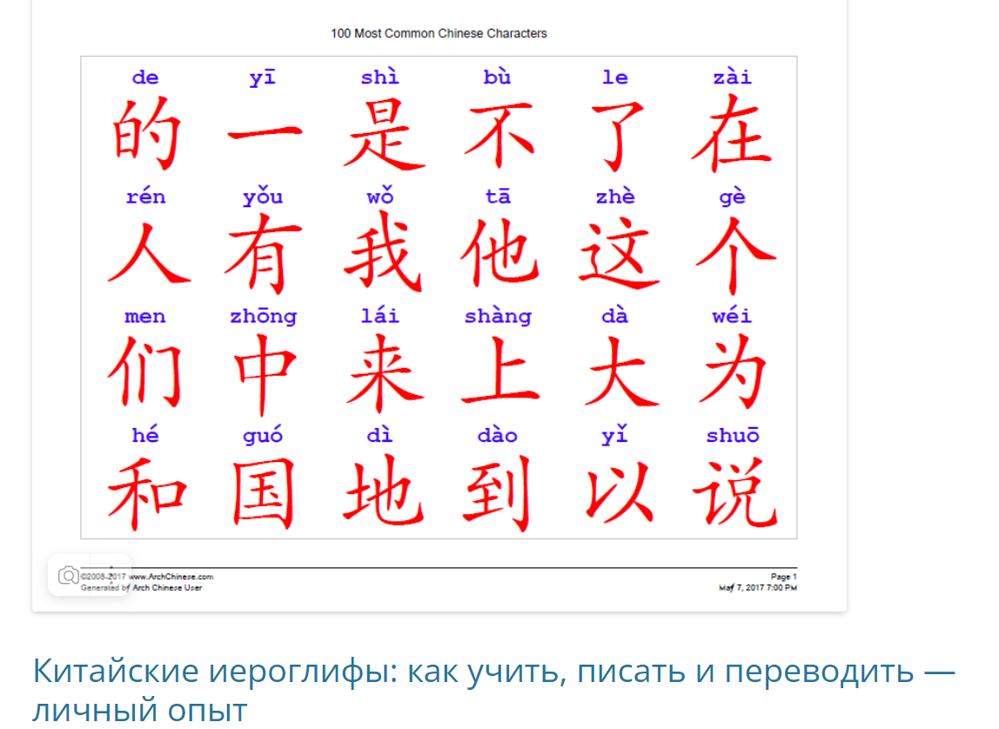 100 Most Common Chinese Characters
de yī shì bù le zài
的 一 是 不 了 在
rén yǒu wǒ tā zhè gè
人 有 我 他 这 个
men zhōng lái shàng dà wéi
们 中 来 上 大 为
hé guó dì dào yǐ shuō
和 国 地 到 以 说
©2008-2017 www.ArchChinese.com Page 1
Generated by Arch Chinese User May 7, 2017 7:00 PM
Китайские иероглифы: как учить, писать и переводить —
личный опыт